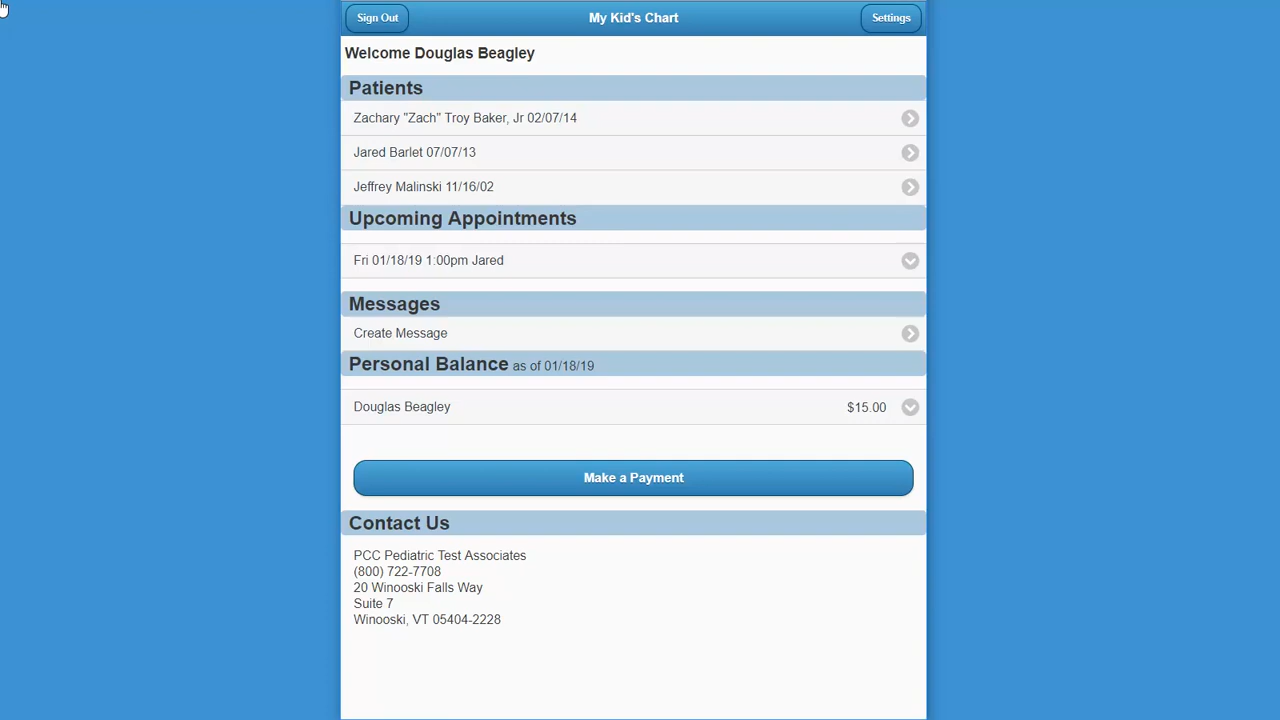 Sign Out My Kid's Chart Settings
Welcome Douglas Beagley
Patients
Zachary "Zach" Troy Baker, Jr 02/07/14
Jared Barlet 07/07/13
Jeffrey Malinski 11/16/02
Upcoming Appointments
Fri 01/18/19 1:00pm Jared
Messages
Create Message
Personal Balance as of 01/18/19
Douglas Beagley $15.00
Make a Payment
Contact Us
PCC Pediatric Test Associates
(800) 722-7708
20 Winooski Falls Way
Suite 7
Winooski, VT 05404-2228